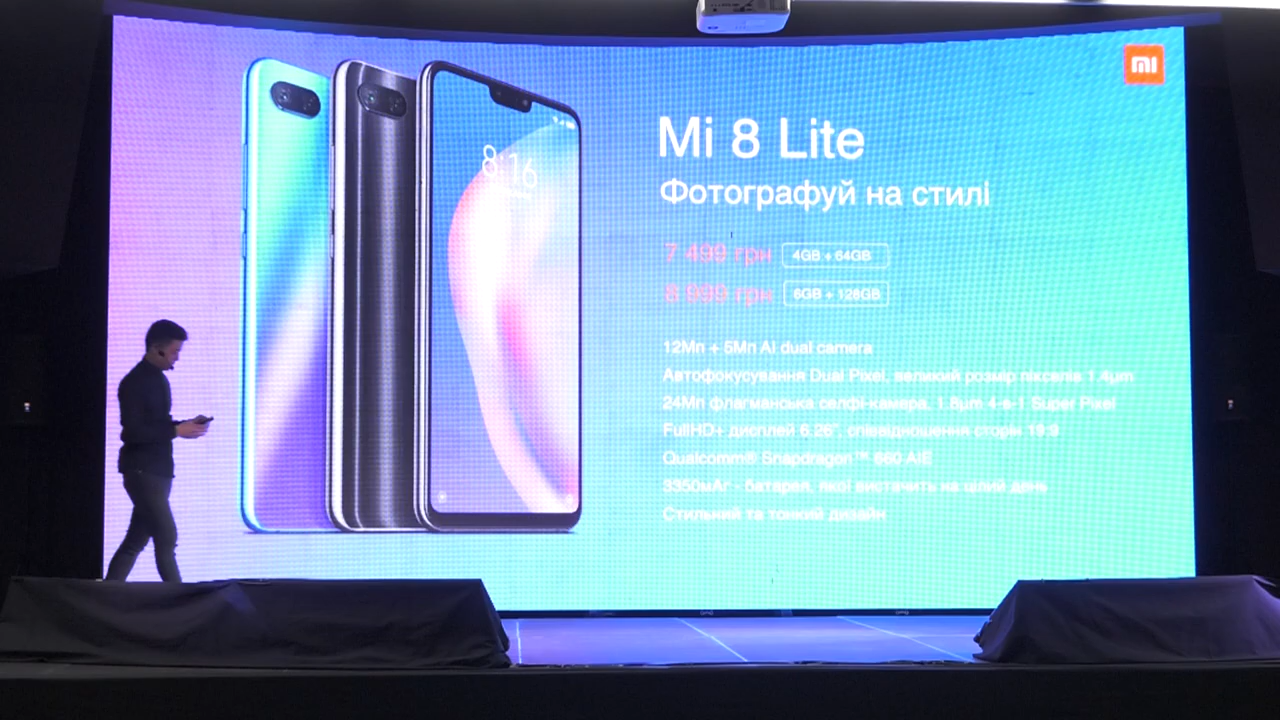 mi
Mi 8 Lite
Фотографуй на стилі
8:16
7 499 грн 4GB + 64GB
8 999 грн 6GB + 128GB
12Мп + 5Мп AI dual camera
Автофокусування Dual Pixel, великий розмір пікселів 1.4μm
24Мп флагманська селфі-камера, 1.8μm 4-в-1 Super Pixel
FullHD+ дисплей 6.26", співвідношення сторін 19:9
Qualcomm® Snapdragon™ 660 AIE
3350мАг - батарея, якої вистачить на цілий день
Стильний та тонкий дизайн